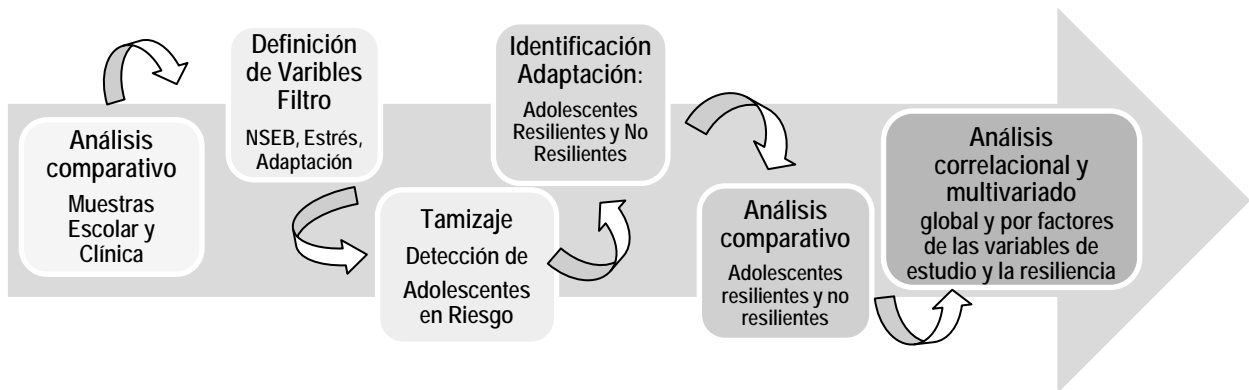 Análisis
comparativo
Muestras
Escolar y
Clínica
Definición
de Varibles
Filtro
NSEB, Estrés,
Adaptación
Tamizaje
Detección de
Adolescentes
en Riesgo
Identificación
Adaptación:
Adolescentes
Resilientes y No
Resilientes
Análisis
comparativo
Adolescentes
resilientes y no
resilientes
Análisis
correlacional y
multivariado
global y por factores
de las variables de
estudio y la resiliencia